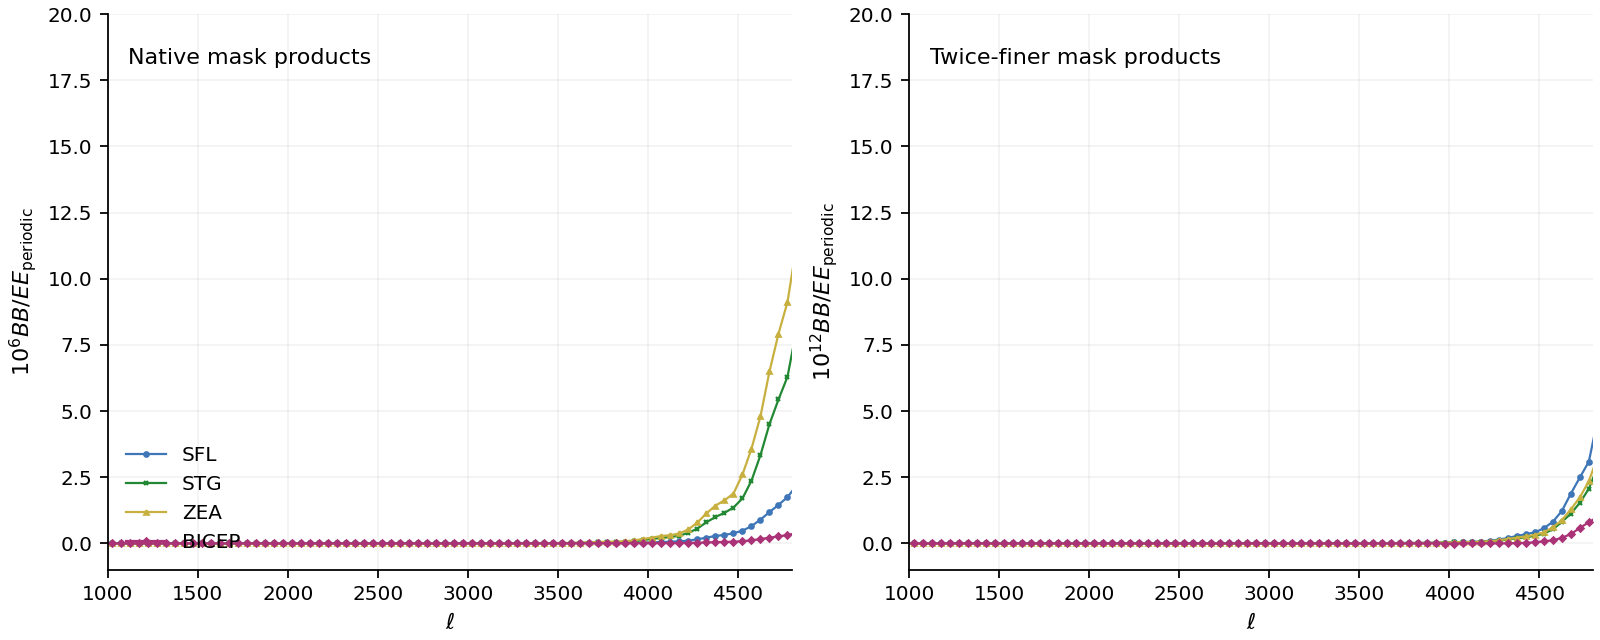 Native mask products
20.0
17.5
15.0
12.5
10.0
7.5
5.0
2.5
0.0
10^6 BB/EE_periodic
SFL
STG
ZEA
BICEP
1000 1500 2000 2500 3000 3500 4000 4500
ℓ
Twice-finer mask products
20.0
17.5
15.0
12.5
10.0
7.5
5.0
2.5
0.0
10^12 BB/EE_periodic
1000 1500 2000 2500 3000 3500 4000 4500
ℓ